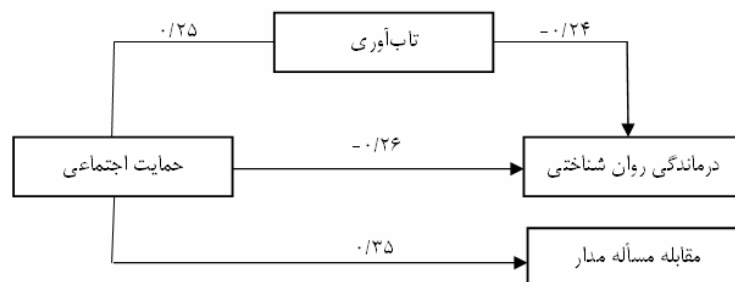 تاب‌آوری
۰/۲۵
-۰/۲۴
حمایت اجتماعی
-۰/۲۶
درماندگی روان شناختی
۰/۳۵
مقابله مسأله مدار